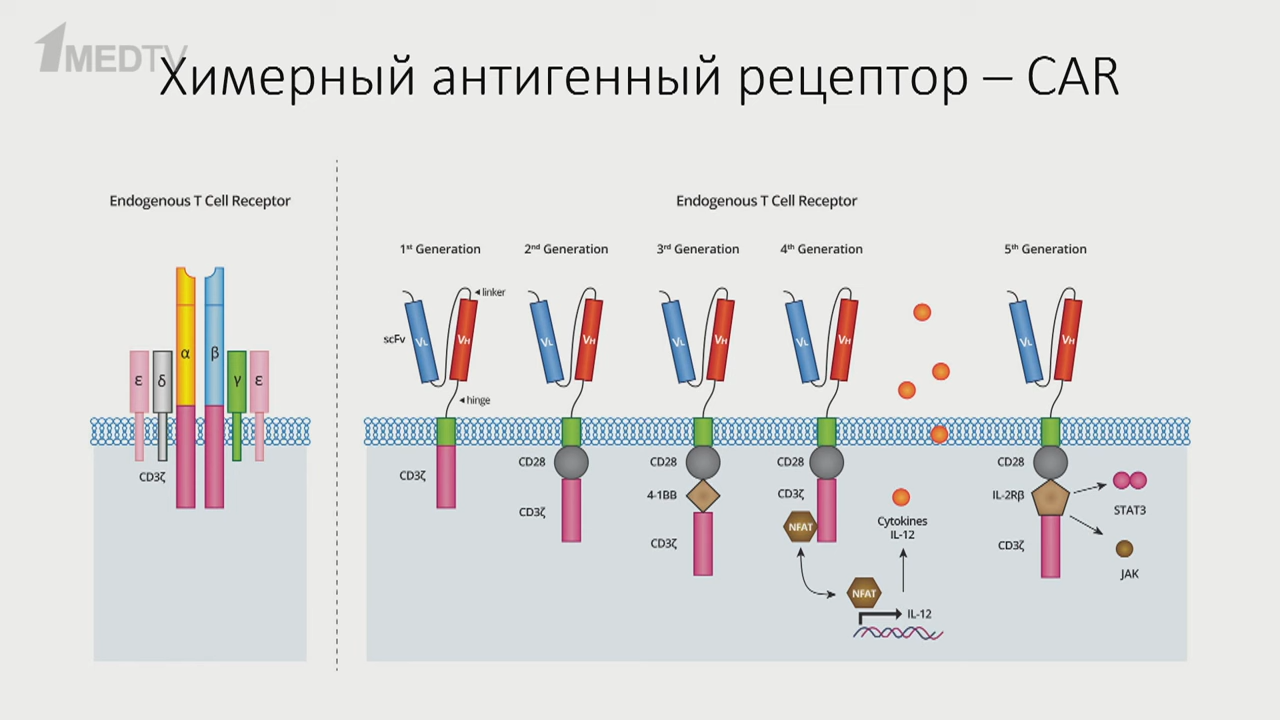 1MEDTV
Химерный антигенный рецептор – CAR
Endogenous T Cell Receptor
ε δ α β γ ε
CD3ζ
Endogenous T Cell Receptor
1st Generation
2nd Generation
3rd Generation
4th Generation
5th Generation
linker
scFv
VL VH
hinge
CD3ζ
VL VH
CD28
CD3ζ
VL VH
CD28
4-1BB
CD3ζ
VL VH
CD28
CD3ζ
NFAT
NFAT
IL-12
Cytokines
IL-12
VL VH
CD28
IL-2Rβ
CD3ζ
STAT3
JAK